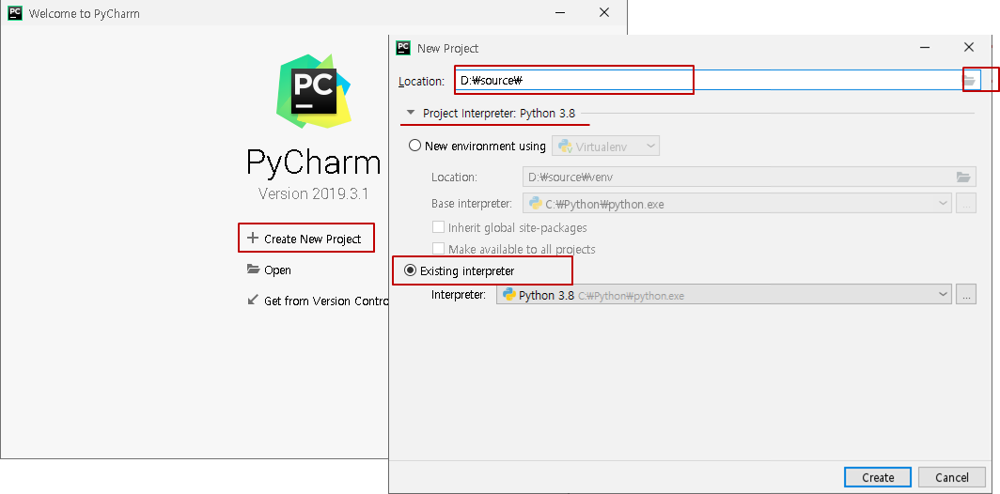 Welcome to PyCharm
PC
PyCharm
Version 2019.3.1
Create New Project
Open
Get from Version Contro
New Project
Location: D:₩source₩
Project Interpreter: Python 3.8
New environment using Virtualenv
Location: D:₩source₩venv
Base interpreter: C:₩Python₩python.exe ...
Inherit global site-packages
Make available to all projects
Existing interpreter
Interpreter: Python 3.8 C:₩Python₩python.exe ...
Create Cancel